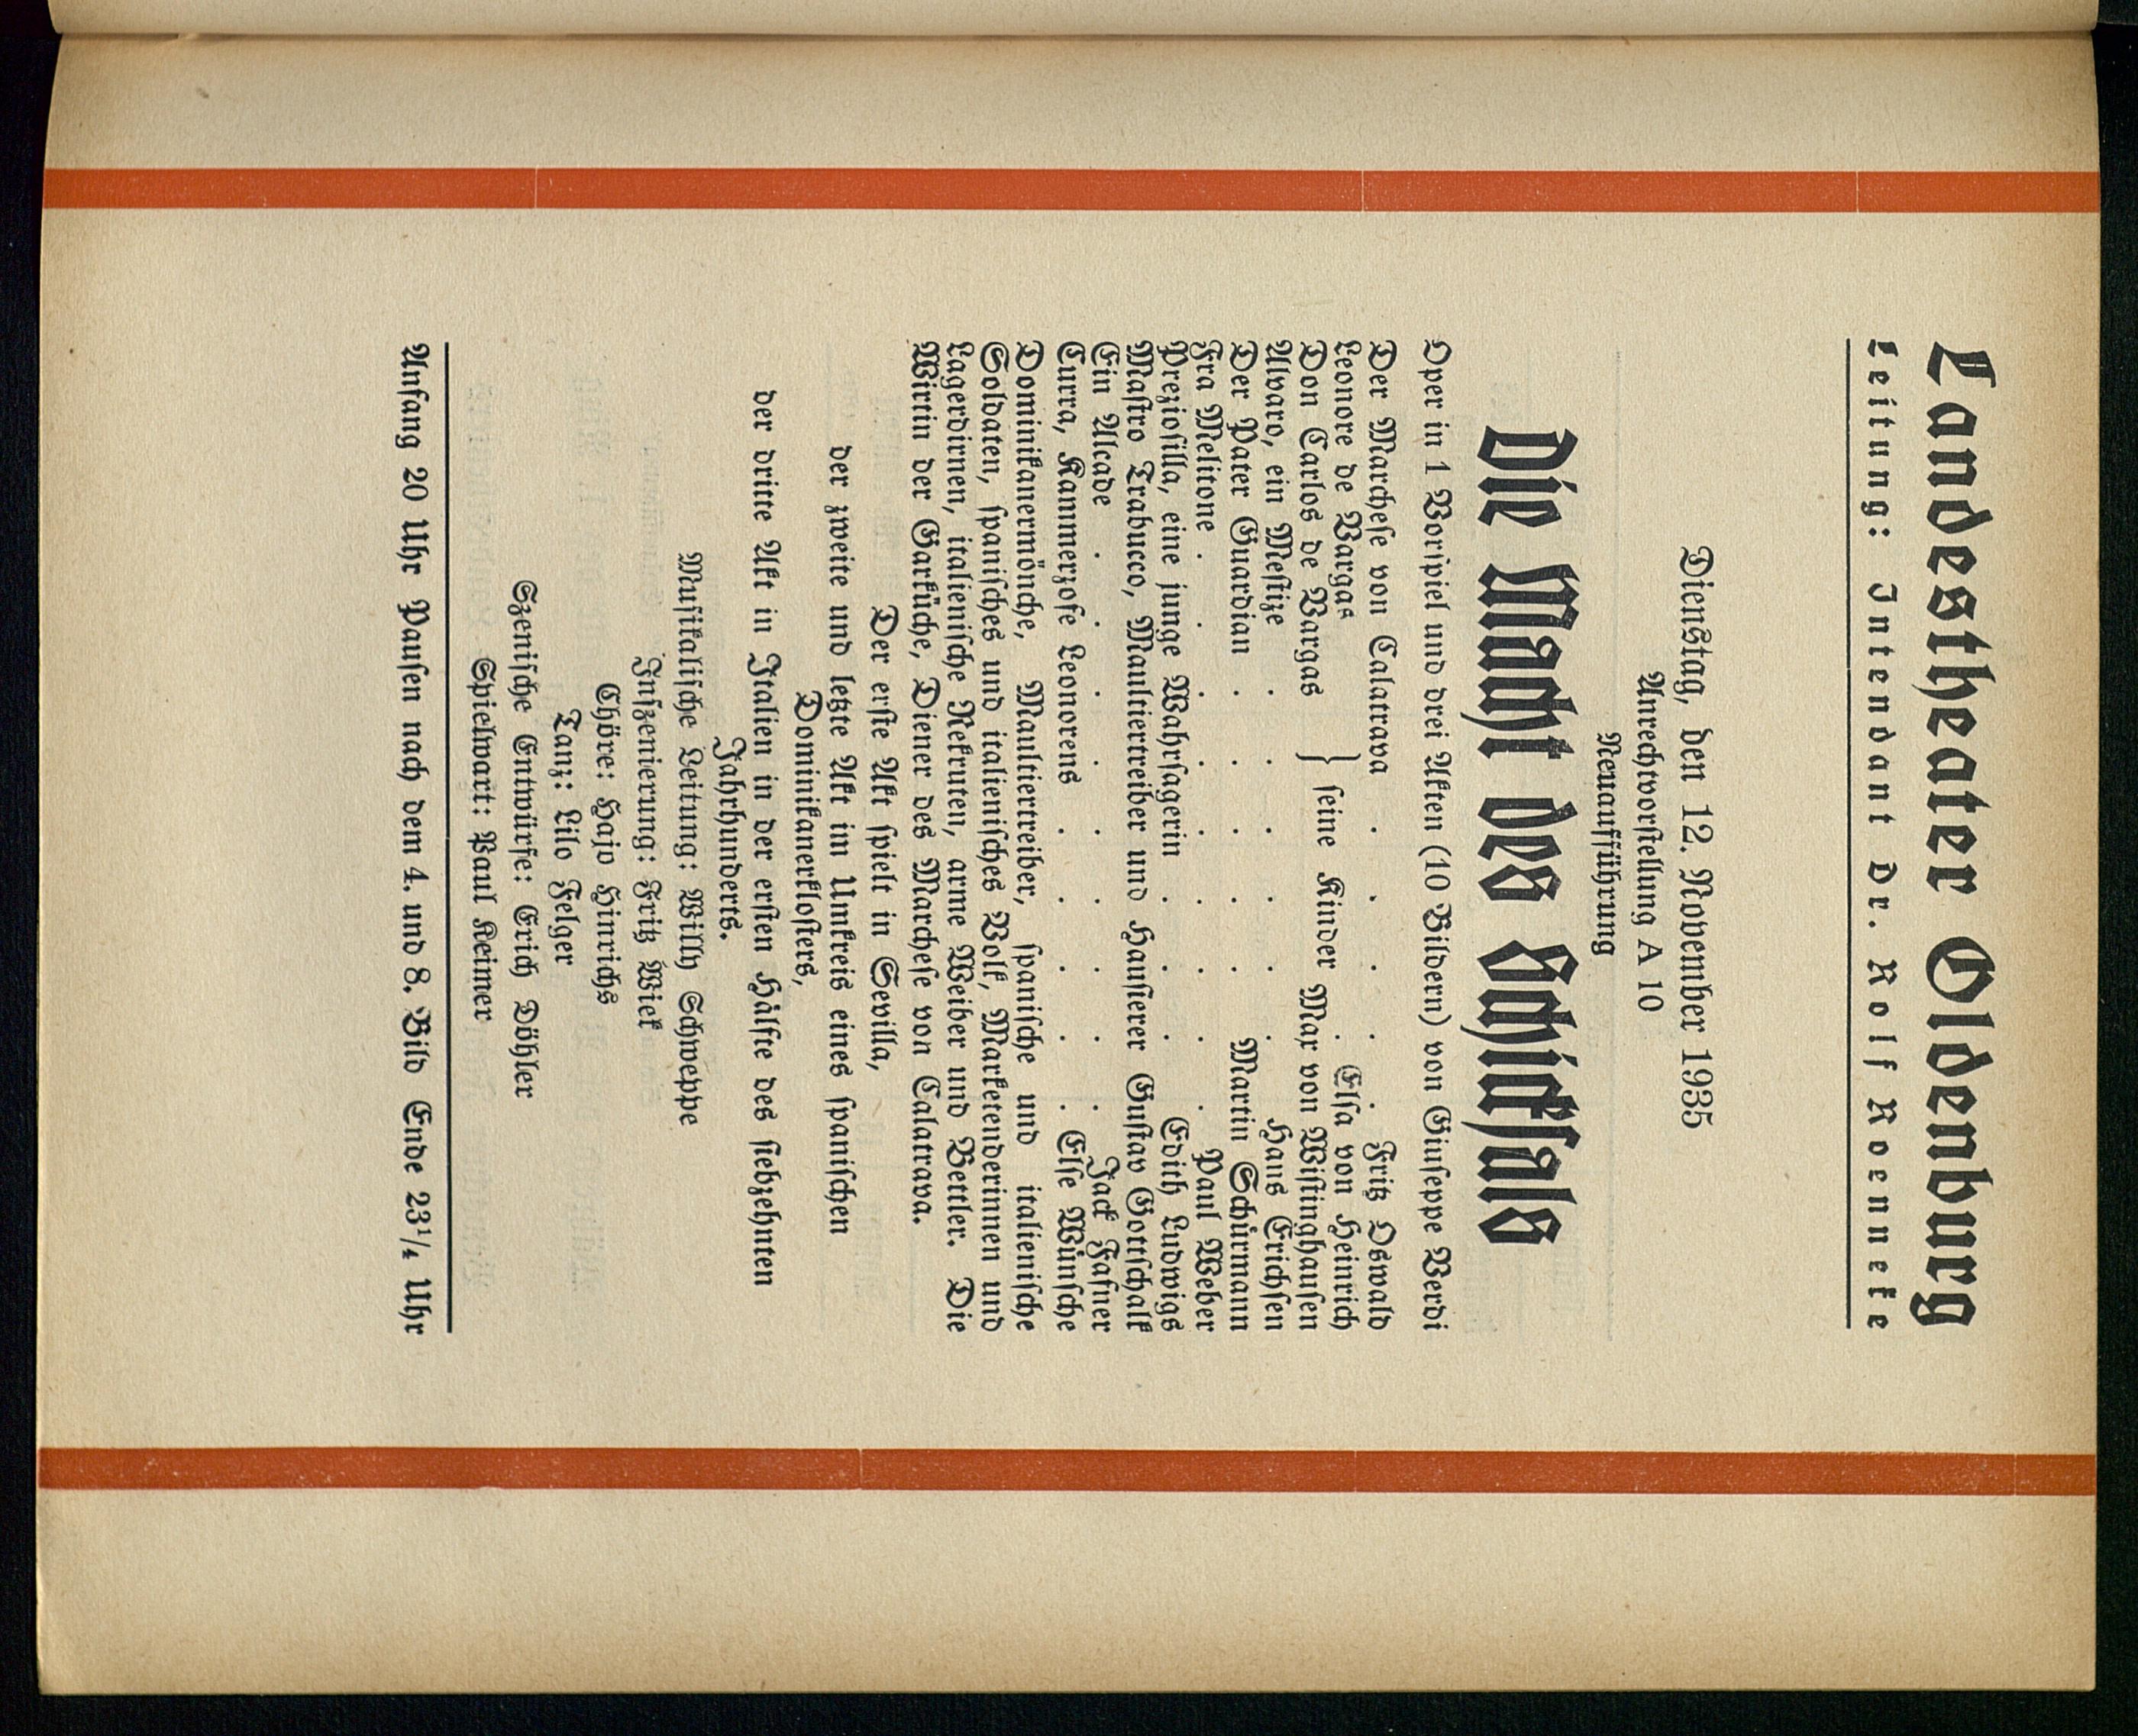 Landestheater Oldenburg
Leitung: Intendant Dr. Rolf Roenneke
Dienstag, den 12. November 1935
Anrechtvorstellung A 10
Neuaufführung
Die Macht des Schicksals
Oper in 1 Vorspiel und drei Akten (10 Bildern) von Giuseppe Verdi
Der Marchese von Calatrava . . . . . Fritz Oswald
Leonore de Vargas } seine Kinder . Elsa von Heinrich
Don Carlos de Vargas } seine Kinder Max von Wistinghausen
Alvaro, ein Mestize . . . . . . Hans Erichsen
Der Pater Guardian . . . . . Martin Schürmann
Fra Melitone . . . . . . . . . Paul Weber
Preziosilla, eine junge Wahrsagerin . . . Edith Ludwigs
Mastro Trabucco, Maultiertreiber und Hausierer Gustav Gottschalk
Ein Alcade . . . . . . . . . Jack Fasner
Curra, Kammerzofe Leonorens . . . . . Else Wünsche
Dominikanermönche, Maultiertreiber, spanische und italienische
Soldaten, spanisches und italienisches Volk, Marketenderinnen und
Lagerdirnen, italienische Rekruten, arme Weiber und Bettler. Die
Wirtin der Garküche, Diener des Marchese von Calatrava.
Der erste Akt spielt in Sevilla,
der zweite und letzte Akt im Umkreis eines spanischen
Dominikanerklosters,
der dritte Akt in Italien in der ersten Hälfte des siebzehnten
Jahrhunderts.
Musikalische Leitung: Willy Schweppe
Inszenierung: Fritz Wiek
Chöre: Hajo Hinrichs
Tanz: Lilo Felger
Szenische Entwürfe: Erich Döhler
Spielwart: Paul Keimer
Anfang 20 Uhr Pausen nach dem 4. und 8. Bild Ende 23¹/₄ Uhr